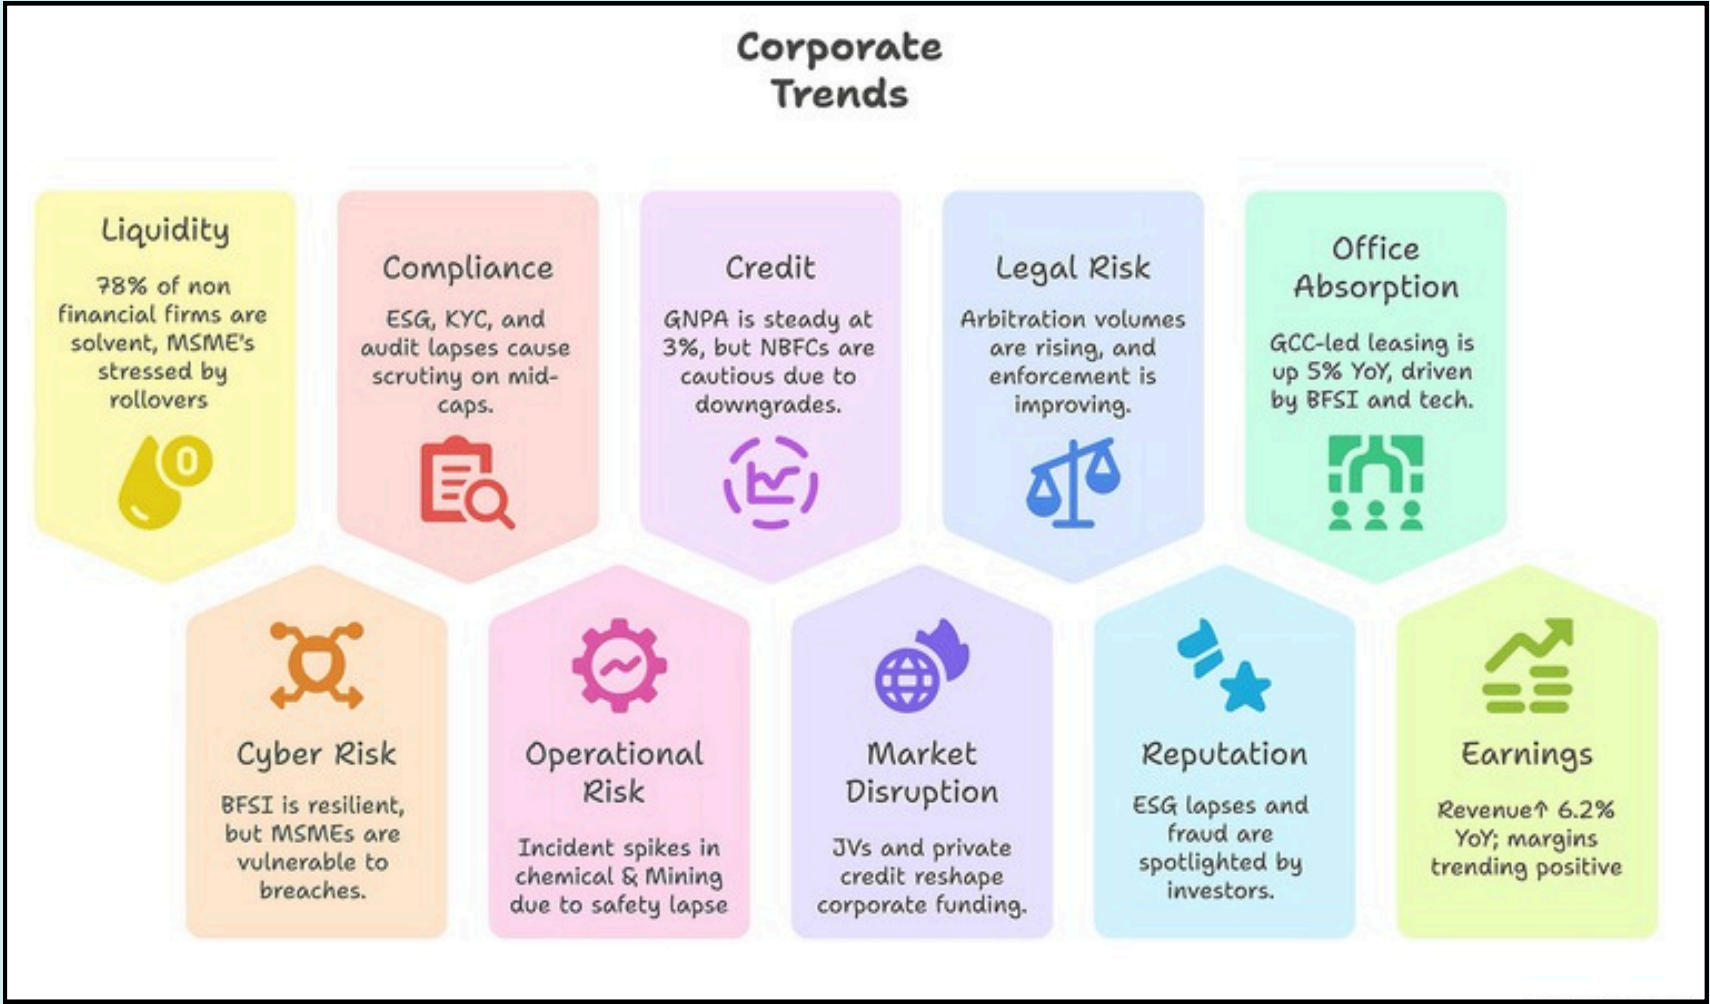 Corporate
Trends
Liquidity
78% of non
financial firms are
solvent, MSME's
stressed by
rollovers
0
Compliance
ESG, KYC, and
audit lapses cause
scrutiny on mid-
caps.
Credit
GNPA is steady at
3%, but NBFCs are
cautious due to
downgrades.
Legal Risk
Arbitration volumes
are rising, and
enforcement is
improving.
Office
Absorption
GCC-led leasing is
up 5% YoY, driven
by BFSI and tech.
Cyber Risk
BFSI is resilient,
but MSMEs are
vulnerable to
breaches.
Operational
Risk
Incident spikes in
chemical & Mining
due to safety lapse
Market
Disruption
JVs and private
credit reshape
corporate funding.
Reputation
ESG lapses and
fraud are
spotlighted by
investors.
Earnings
Revenue↑ 6.2%
YoY; margins
trending positive